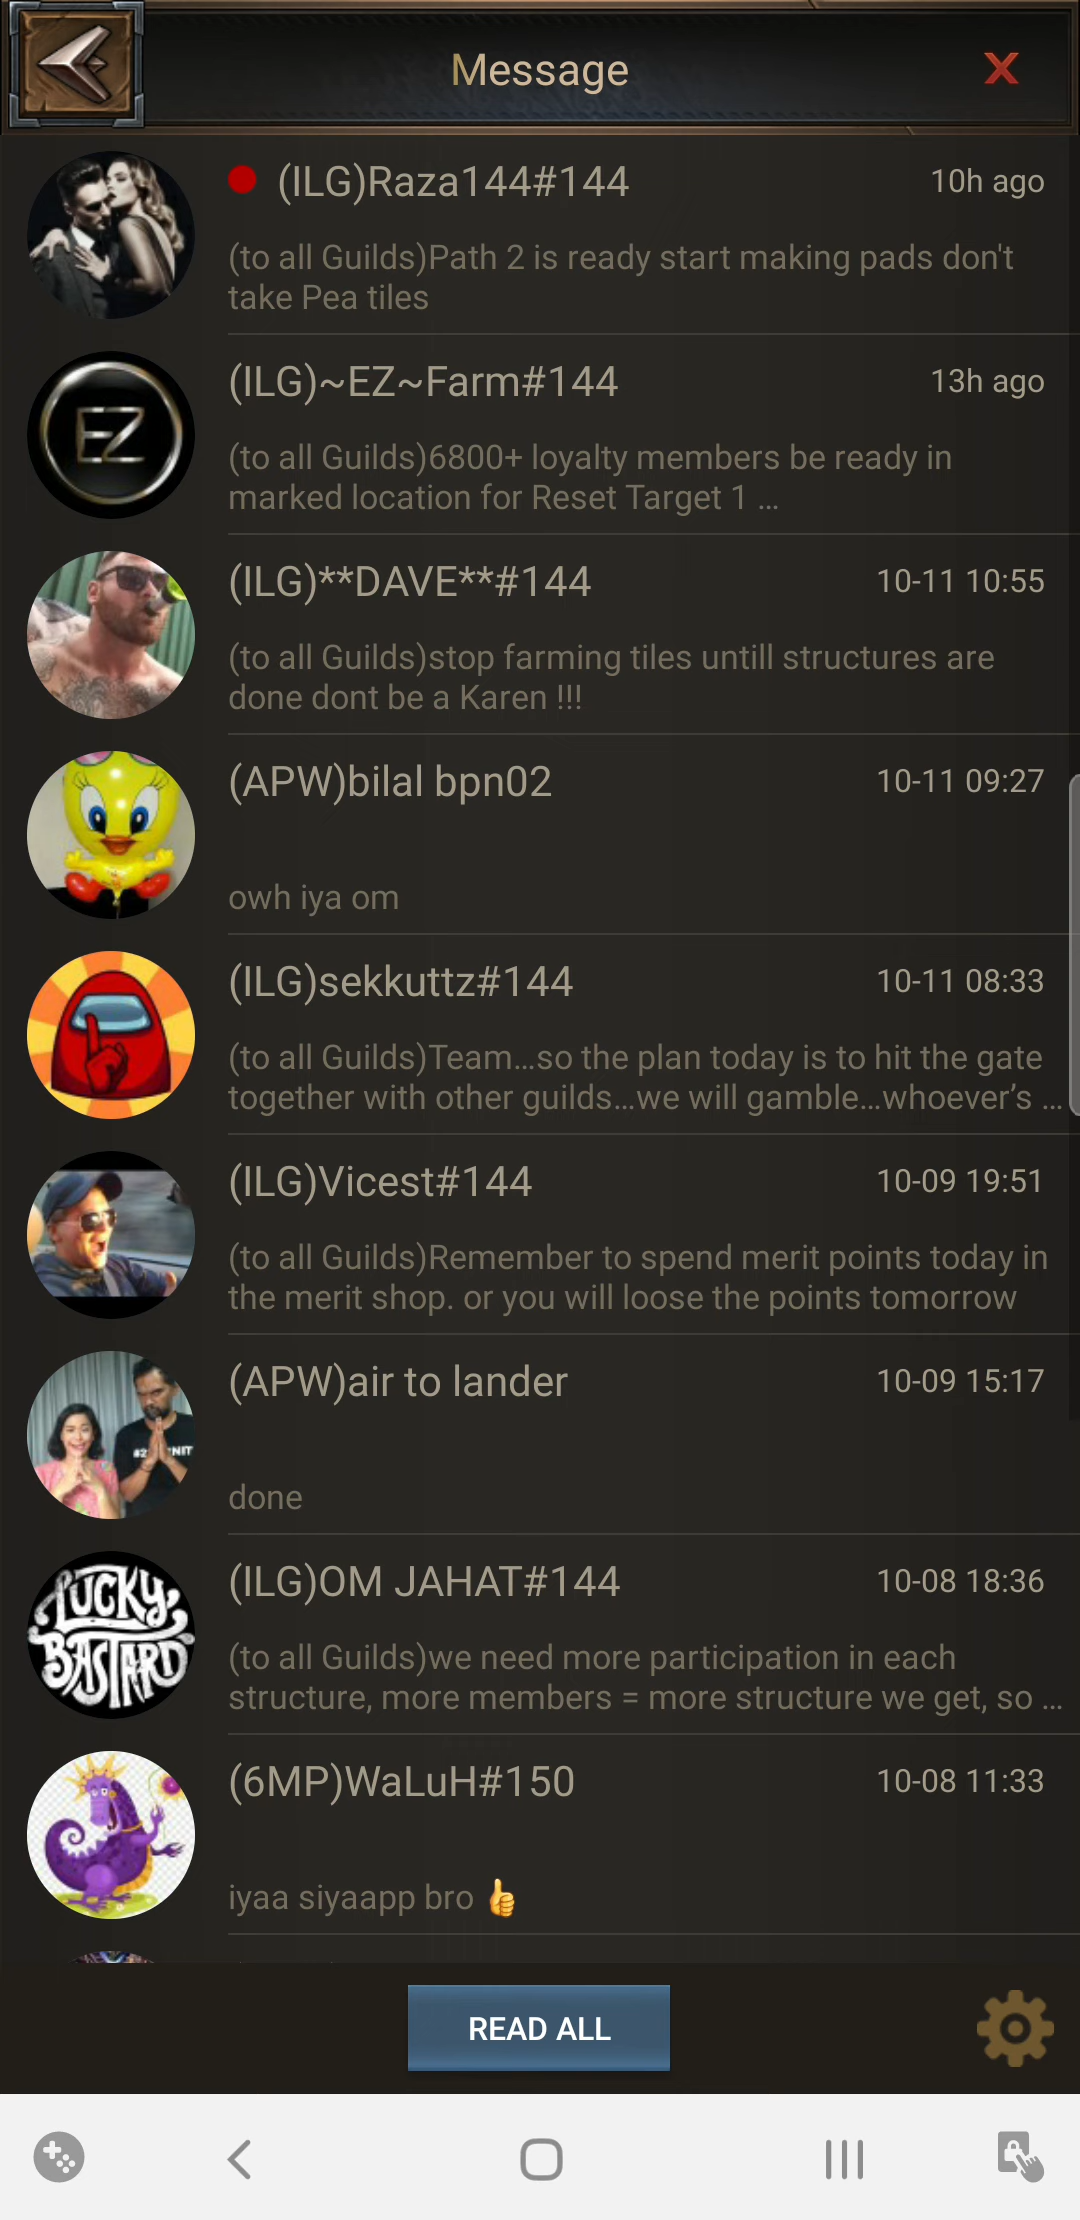 Message
X
(ILG)Raza144#144
10h ago
(to all Guilds)Path 2 is ready start making pads don't
take Pea tiles
EZ
(ILG)~EZ~Farm#144
13h ago
(to all Guilds)6800+ loyalty members be ready in
marked location for Reset Target 1 ...
(ILG)**DAVE**#144
10-11 10:55
(to all Guilds)stop farming tiles untill structures are
done dont be a Karen !!!
(APW)bilal bpn02
10-11 09:27
owh iya om
(ILG)sekkuttz#144
10-11 08:33
(to all Guilds)Team...so the plan today is to hit the gate
together with other guilds...we will gamble...whoever’s ...
(ILG)Vicest#144
10-09 19:51
(to all Guilds)Remember to spend merit points today in
the merit shop. or you will loose the points tomorrow
(APW)air to lander
10-09 15:17
done
LUCKY
BASTARD
(ILG)OM JAHAT#144
10-08 18:36
(to all Guilds)we need more participation in each
structure, more members = more structure we get, so ...
(6MP)WaLuH#150
10-08 11:33
iyaa siyaapp bro 👍
READ ALL